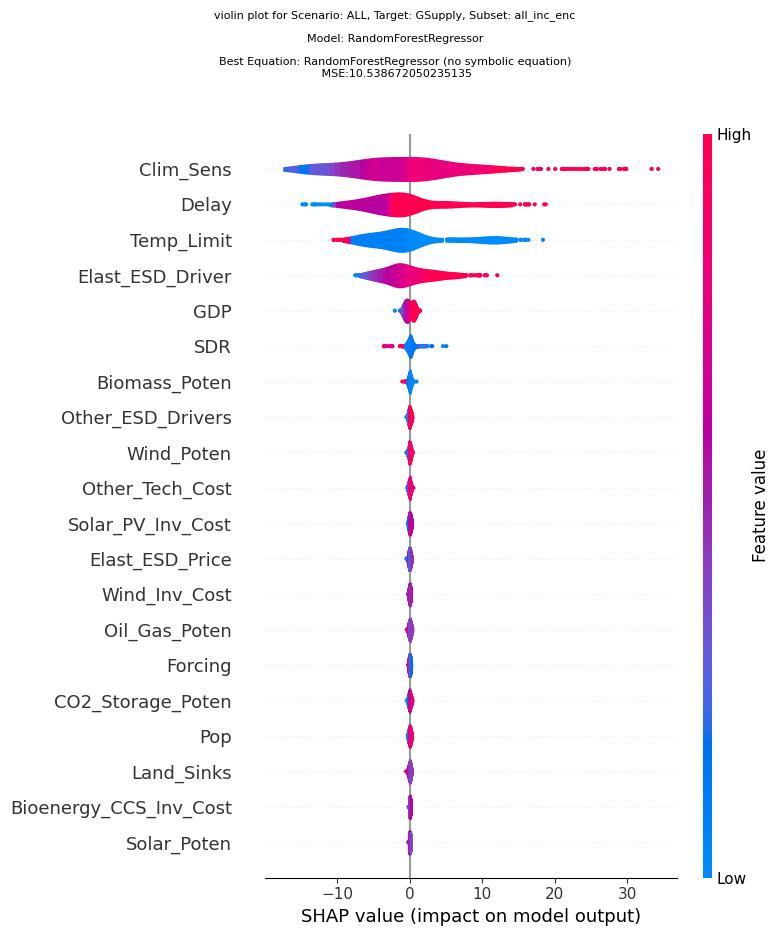 violin plot for Scenario: ALL, Target: GSupply, Subset: all_inc_enc
Model: RandomForestRegressor
Best Equation: RandomForestRegressor (no symbolic equation)
MSE:10.538672050235135
High
Clim_Sens
Delay
Temp_Limit
Elast_ESD_Driver
GDP
SDR
Biomass_Poten
Other_ESD_Drivers
Wind_Poten
Other_Tech_Cost
Solar_PV_Inv_Cost
Elast_ESD_Price
Wind_Inv_Cost
Oil_Gas_Poten
Forcing
CO2_Storage_Poten
Pop
Land_Sinks
Bioenergy_CCS_Inv_Cost
Solar_Poten
Feature value
Low
−10 0 10 20 30
SHAP value (impact on model output)